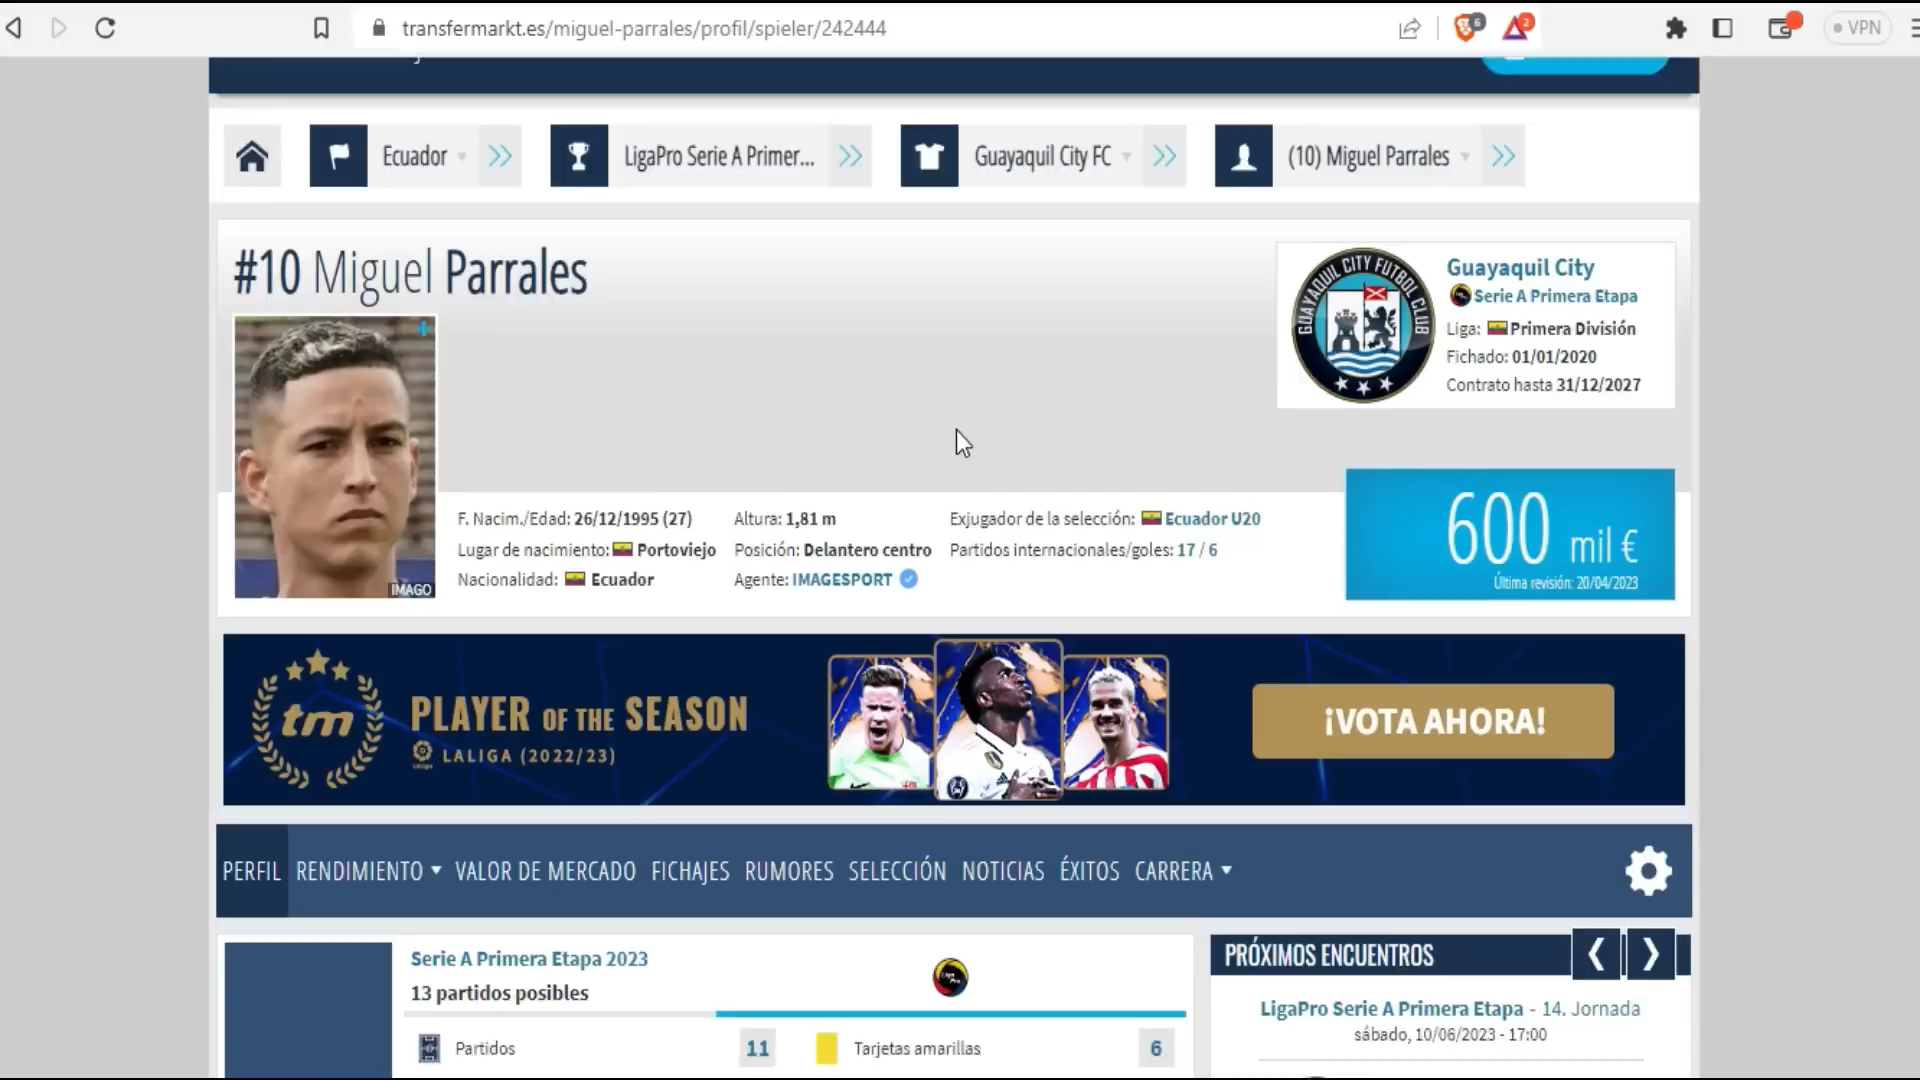 transfermarkt.es/miguel-parrales/profil/spieler/242444
6
2
VPN
Ecuador
LigaPro Serie A Primer...
Guayaquil City FC
(10) Miguel Parrales
#10 Miguel Parrales
GUAYAQUIL CITY FUTBOL CLUB
Guayaquil City
Serie A Primera Etapa
Liga: Primera División
Fichado: 01/01/2020
Contrato hasta 31/12/2027
IMAGO
F. Nacim./Edad: 26/12/1995 (27)
Lugar de nacimiento: Portoviejo
Nacionalidad: Ecuador
Altura: 1,81 m
Posición: Delantero centro
Agente: IMAGESPORT
Exjugador de la selección: Ecuador U20
Partidos internacionales/goles: 17 / 6
600 mil €
Última revisión: 20/04/2023
tm
PLAYER OF THE SEASON
LALIGA (2022/23)
¡VOTA AHORA!
PERFIL RENDIMIENTO VALOR DE MERCADO FICHAJES RUMORES SELECCIÓN NOTICIAS ÉXITOS CARRERA
Serie A Primera Etapa 2023
13 partidos posibles
Partidos 11
Tarjetas amarillas 6
PRÓXIMOS ENCUENTROS
LigaPro Serie A Primera Etapa - 14. Jornada
sábado, 10/06/2023 - 17:00